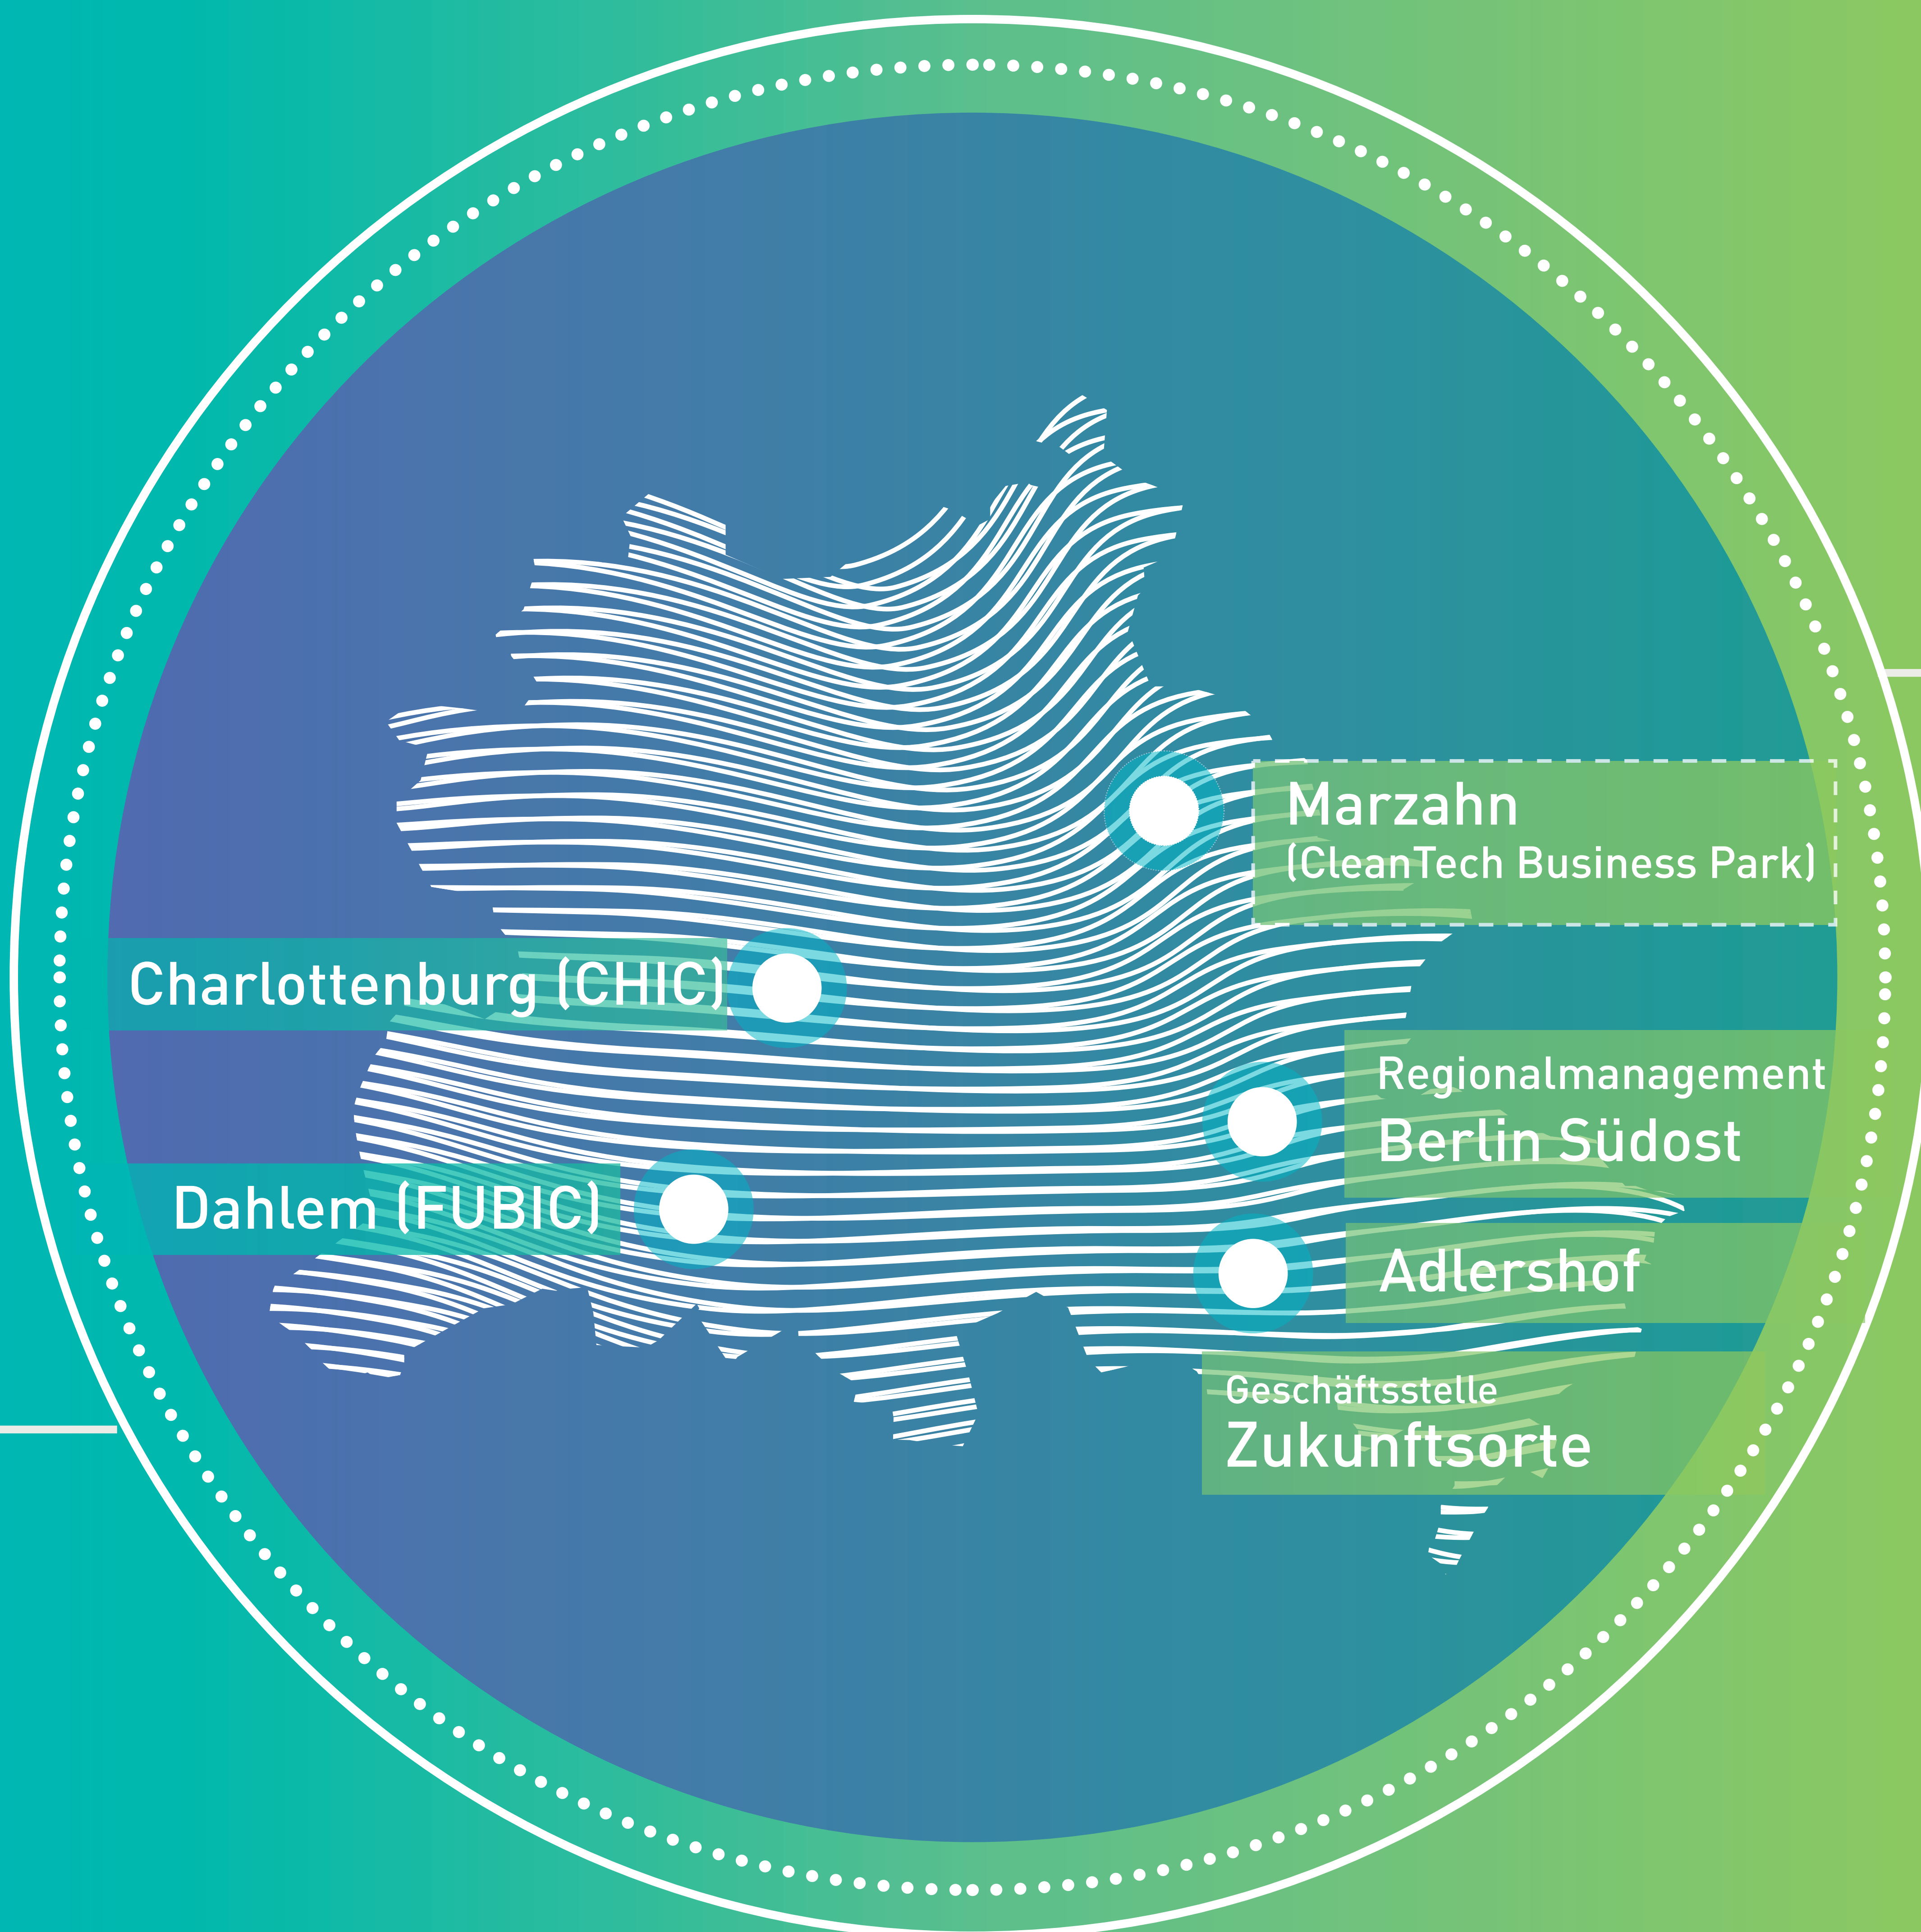 Marzahn
(CleanTech Business Park)
Charlottenburg (CHIC)
Regionalmanagement
Berlin Südost
Dahlem (FUBIC)
Adlershof
Geschäftsstelle
Zukunftsorte